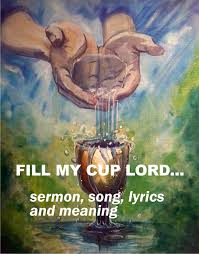 FILL MY CUP LORD...
sermon, song, lyrics
and meaning